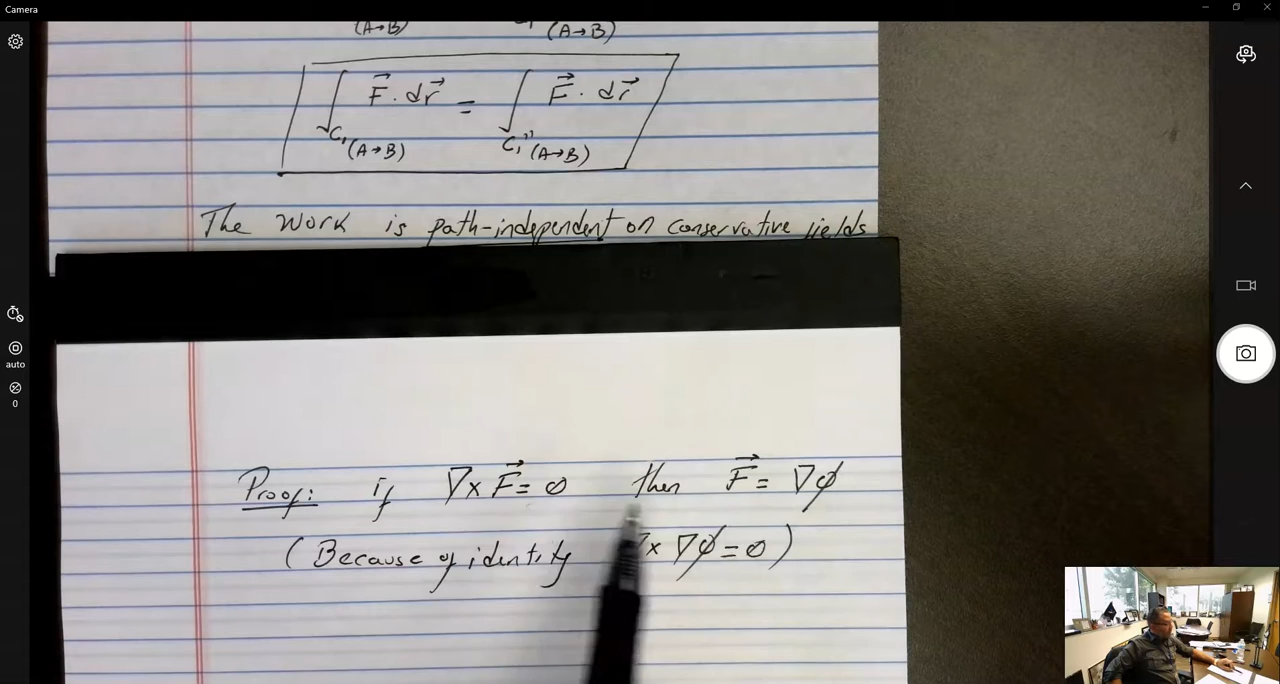 Camera
(A→B) (A→B)
∫ F⃗ · dr⃗ = ∫ F⃗ · dr⃗
C₁ (A→B) C₁'' (A→B)
The Work is path-independent on conservative fields
auto
0
Proof: if ∇× F⃗ = 0 then F⃗ = ∇φ
(Because of identity ∇× ∇φ = 0)